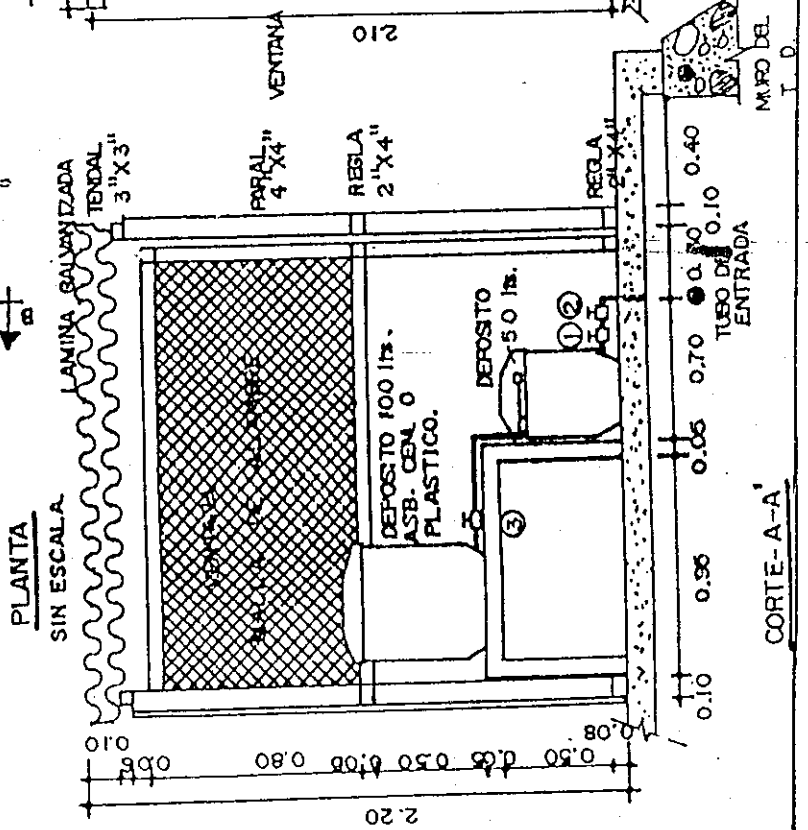 PLANTA
SIN ESCALA
LAMINA GALVANIZADA
TENDAL
3"X3"
PARAL
4"X4"
VENTANA
REGLA
2"X4"
REGLA
2"X4"
210
DEPOSITO 100 lts.
ASB. CEM. O
PLASTICO.
DEPOSITO
50 lts.
1 2
3
B
TUBO DE
ENTRADA
MURO DEL
0.10
0.80
0.50
0.50
0.08
2.20
0.10
0.95
0.05
0.70
0.10
0.40
CORTE-A-A'